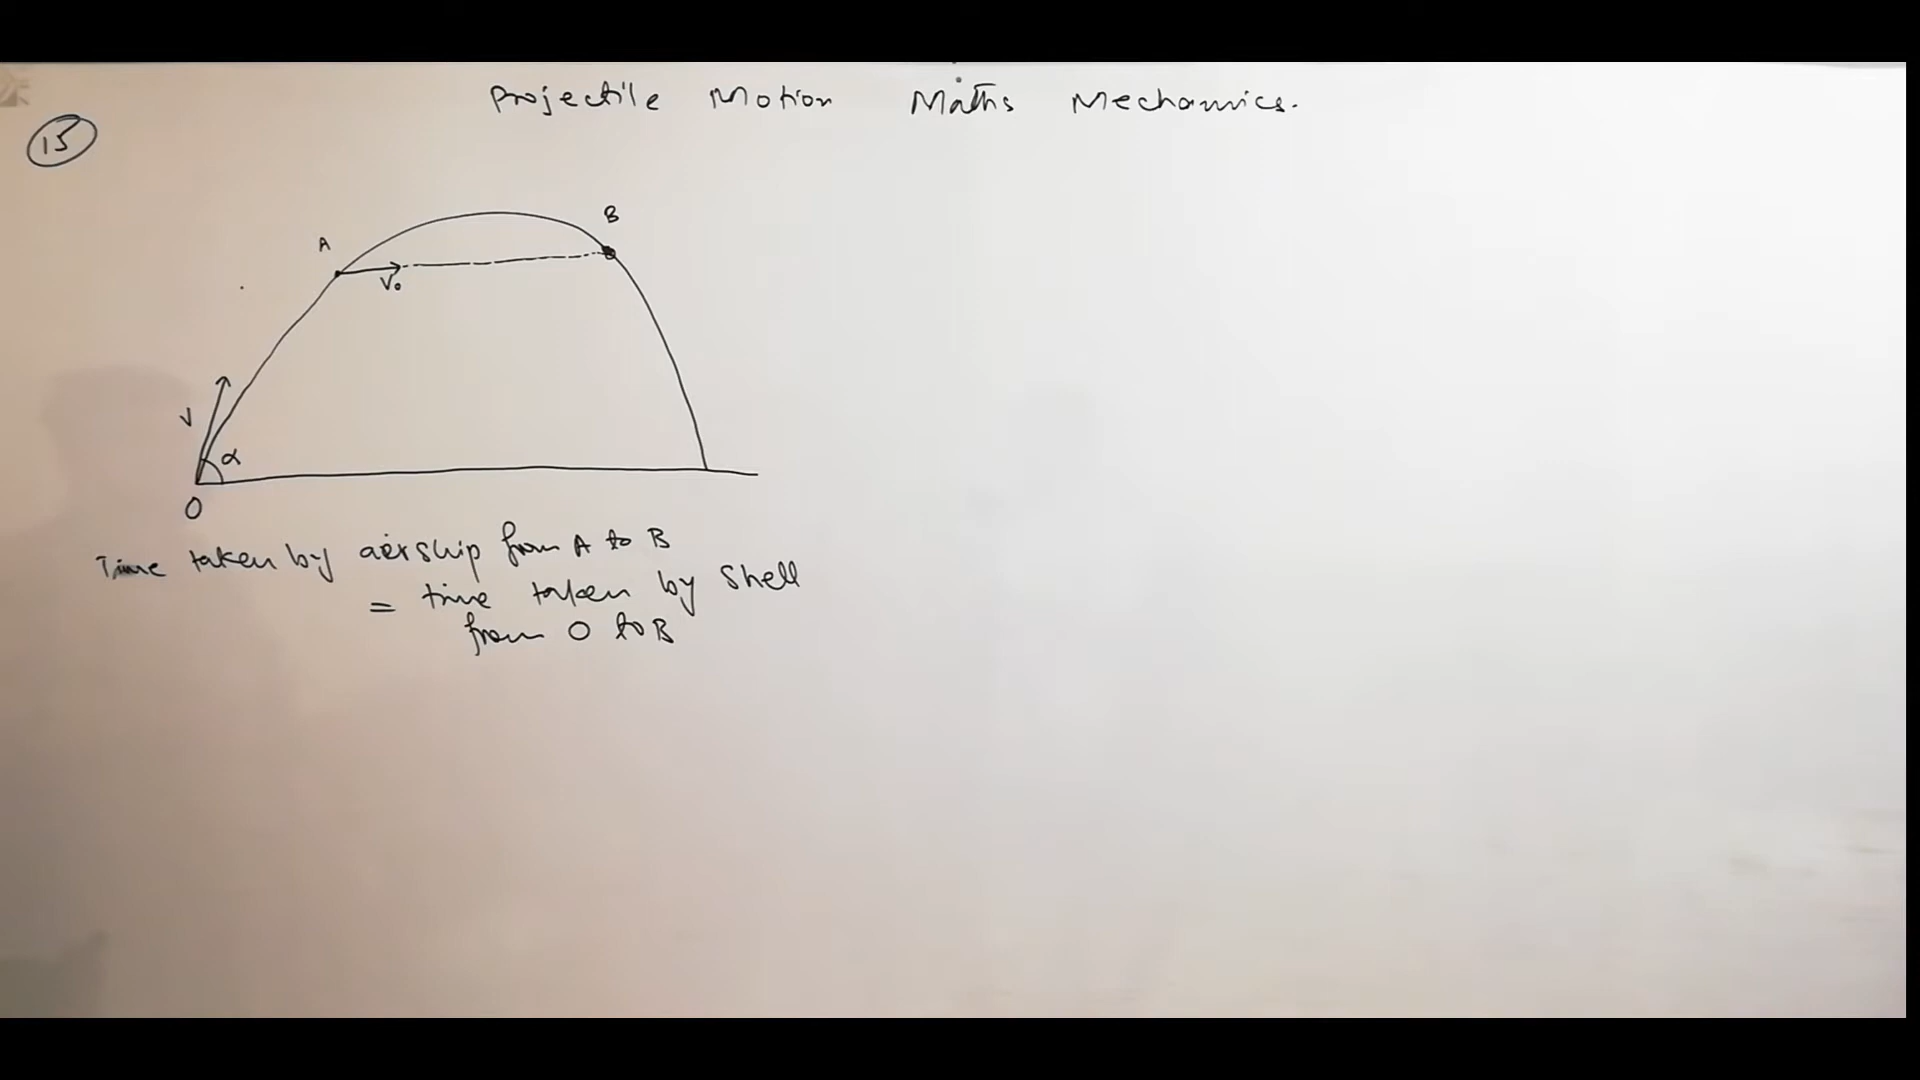 Projectile Motion Maths Mechanics.
15
A
B
V₀
V
α
O
Time taken by airship from A to B
= time taken by shell
from O to B